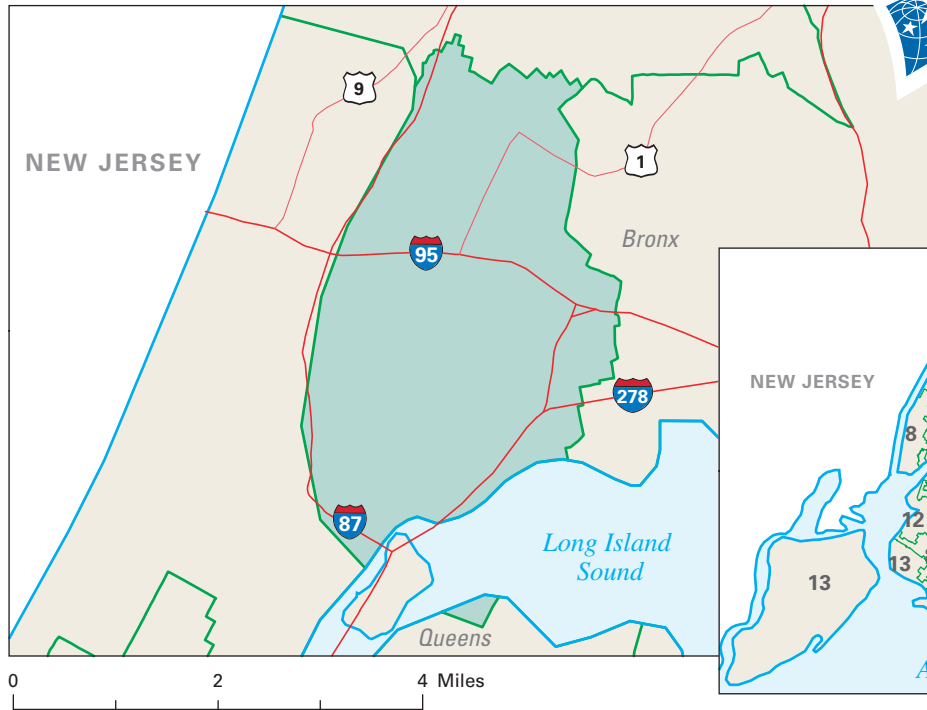 9
NEW JERSEY
1
Bronx
95
278
87
Long Island
Sound
Queens
0 2 4 Miles
NEW JERSEY
8
12
13
13
A